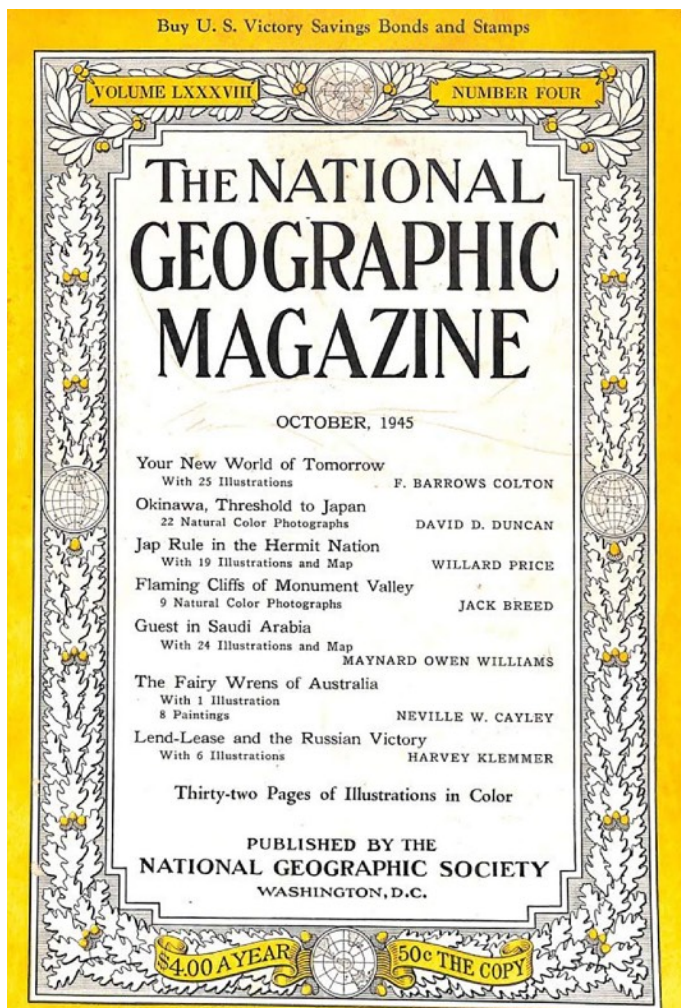 Buy U. S. Victory Savings Bonds and Stamps
VOLUME LXXXVIII NUMBER FOUR
THE NATIONAL
GEOGRAPHIC
MAGAZINE
OCTOBER, 1945
Your New World of Tomorrow
With 25 Illustrations F. BARROWS COLTON
Okinawa, Threshold to Japan
22 Natural Color Photographs DAVID D. DUNCAN
Jap Rule in the Hermit Nation
With 19 Illustrations and Map WILLARD PRICE
Flaming Cliffs of Monument Valley
9 Natural Color Photographs JACK BREED
Guest in Saudi Arabia
With 24 Illustrations and Map
MAYNARD OWEN WILLIAMS
The Fairy Wrens of Australia
With 1 Illustration
8 Paintings NEVILLE W. CAYLEY
Lend-Lease and the Russian Victory
With 6 Illustrations HARVEY KLEMMER
Thirty-two Pages of Illustrations in Color
PUBLISHED BY THE
NATIONAL GEOGRAPHIC SOCIETY
WASHINGTON, D.C.
$4.00 A YEAR 50c THE COPY